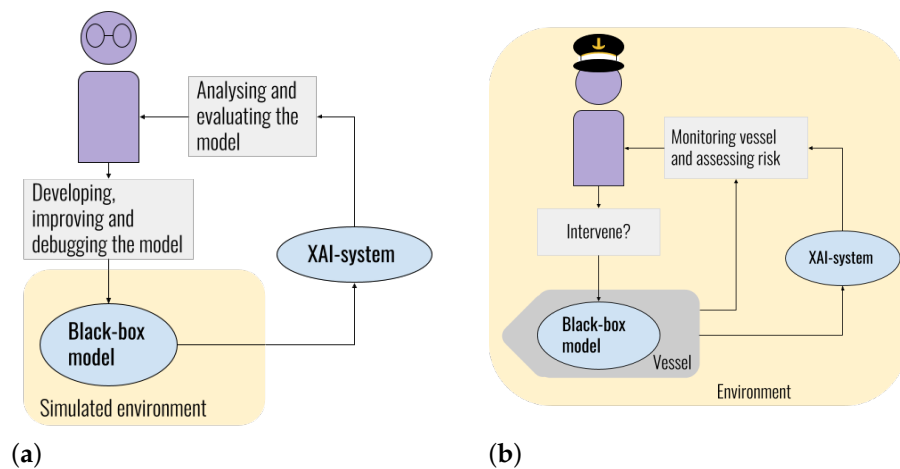 Analysing and
evaluating the
model
Developing,
improving and
debugging the model
XAI-system
Black-box
model
Simulated environment
(a)
Monitoring vessel
and assessing risk
Intervene?
XAI-system
Black-box
model
Vessel
Environment
(b)